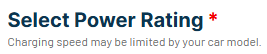 Select Power Rating *
Charging speed may be limited by your car model.